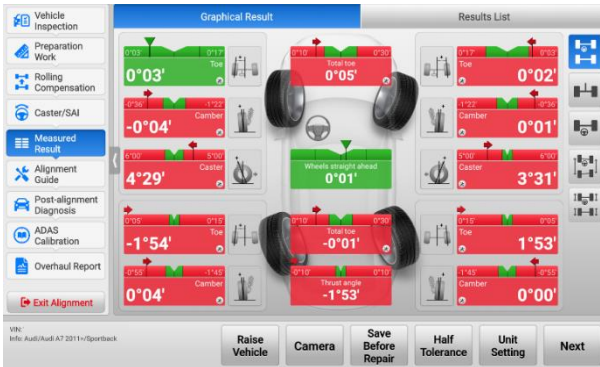 Vehicle
Inspection
Preparation
Work
Rolling
Compensation
Caster/SAI
Measured
Result
Alignment
Guide
Post-alignment
Diagnosis
ADAS
Calibration
Overhaul Report
Exit Alignment
Graphical Result
Results List
0°03' 0°17'
Toe
0°03'
-0°36' -1°22'
Camber
-0°04'
6°00' 5°00'
Caster
4°29'
0°10' 0°30'
Total toe
0°05'
Wheels straight ahead
0°01'
0°17' 0°03'
Toe
0°02'
-1°22' -0°36'
Camber
0°01'
5°00' 6°00'
Caster
3°31'
0°05' 0°15'
Toe
-1°54'
-0°55' -1°45'
Camber
0°04'
0°10' 0°30'
Total toe
-0°01'
-0°10' 0°10'
Thrust angle
-1°53'
0°15' 0°05'
Toe
1°53'
-1°45' -0°55'
Camber
0°00'
VIN:
Info: Audi/Audi A7 2011>/Sportback
Raise
Vehicle
Camera
Save
Before
Repair
Half
Tolerance
Unit
Setting
Next